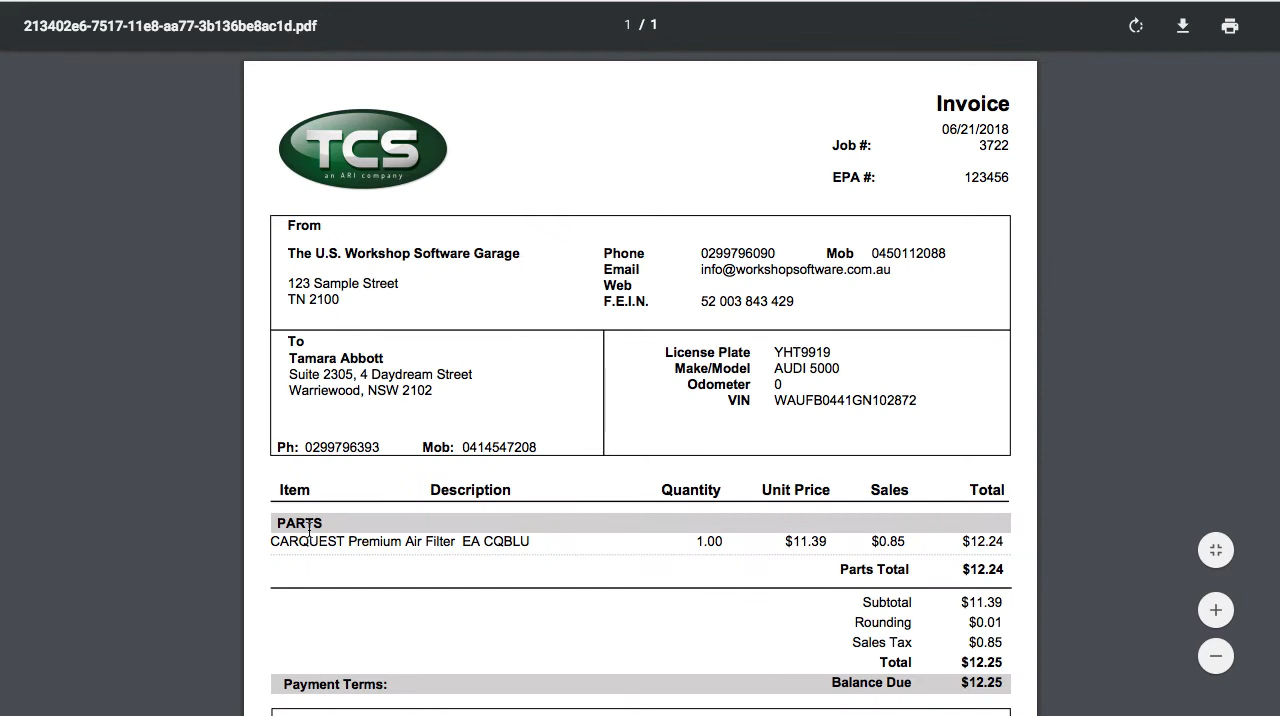 213402e6-7517-11e8-aa77-3b136be8ac1d.pdf 1 / 1
TCS
an ARI company
Invoice
06/21/2018
Job #: 3722
EPA #: 123456
From
The U.S. Workshop Software Garage Phone 0299796090 Mob 0450112088
Email info@workshopsoftware.com.au
123 Sample Street Web
TN 2100 F.E.I.N. 52 003 843 429
To
Tamara Abbott License Plate YHT9919
Suite 2305, 4 Daydream Street Make/Model AUDI 5000
Warriewood, NSW 2102 Odometer 0
VIN WAUFB0441GN102872
Ph: 0299796393 Mob: 0414547208
Item Description Quantity Unit Price Sales Total
PARTS
CARQUEST Premium Air Filter EA CQBLU 1.00 $11.39 $0.85 $12.24
Parts Total $12.24
Subtotal $11.39
Rounding $0.01
Sales Tax $0.85
Total $12.25
Payment Terms: Balance Due $12.25